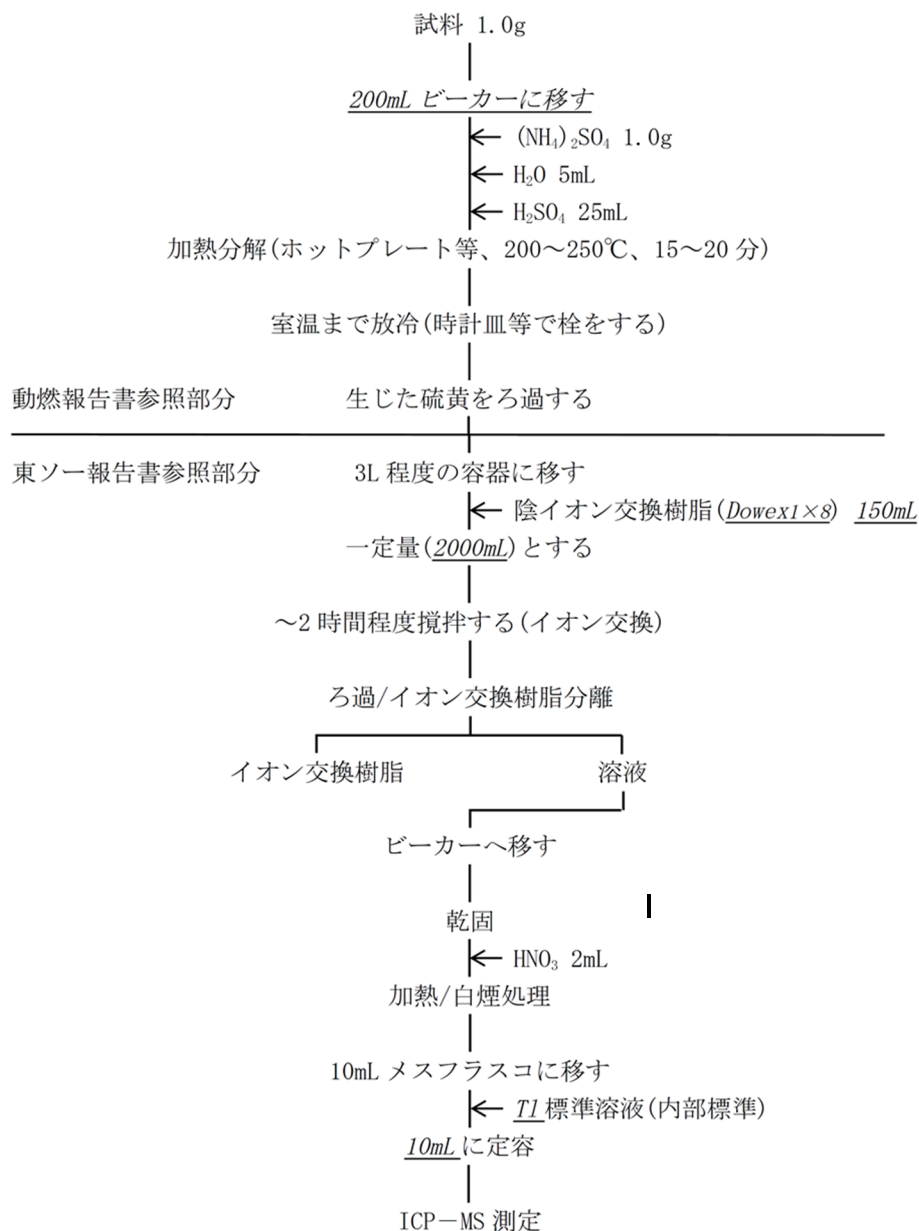 試料 1.0g
200mL ビーカーに移す
(NH4)2SO4 1.0g
H2O 5mL
H2SO4 25mL
加熱分解(ホットプレート等、200～250℃、15～20 分)
室温まで放冷(時計皿等で栓をする)
動燃報告書参照部分 生じた硫黄をろ過する
東ソー報告書参照部分 3L 程度の容器に移す
陰イオン交換樹脂(Dowex1×8) 150mL
一定量(2000mL)とする
～2 時間程度撹拌する(イオン交換)
ろ過/イオン交換樹脂分離
イオン交換樹脂 溶液
ビーカーへ移す
乾固
HNO3 2mL
加熱/白煙処理
10mL メスフラスコに移す
Tl 標準溶液(内部標準)
10mL に定容
ICP－MS 測定